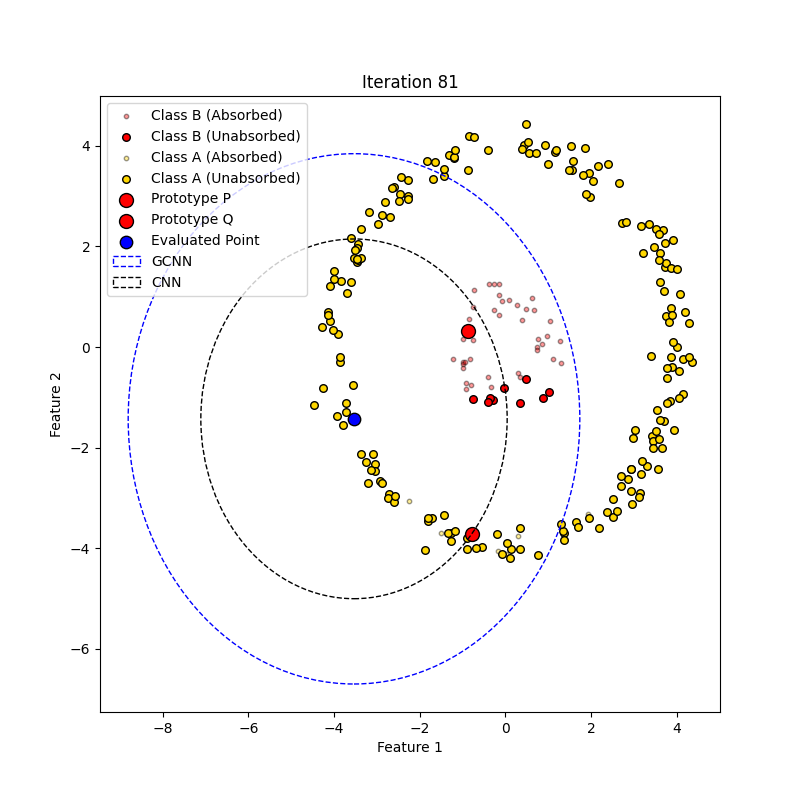 Iteration 81
Class B (Absorbed)
Class B (Unabsorbed)
Class A (Absorbed)
Class A (Unabsorbed)
Prototype P
Prototype Q
Evaluated Point
GCNN
CNN
4
2
0
−2
−4
−6
Feature 2
−8 −6 −4 −2 0 2 4
Feature 1